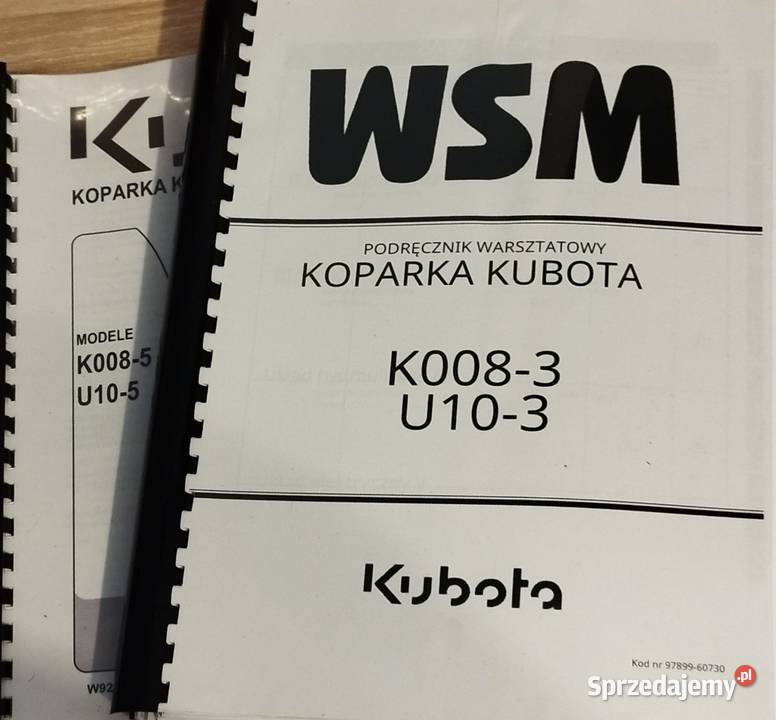 WSM
PODRĘCZNIK WARSZTATOWY
KOPARKA KUBOTA
K008-3
U10-3
Kubota
Kod nr 97899-60730
KOPARKA K
MODELE
K008-5
U10-5
W92
Sprzedajemy.pl